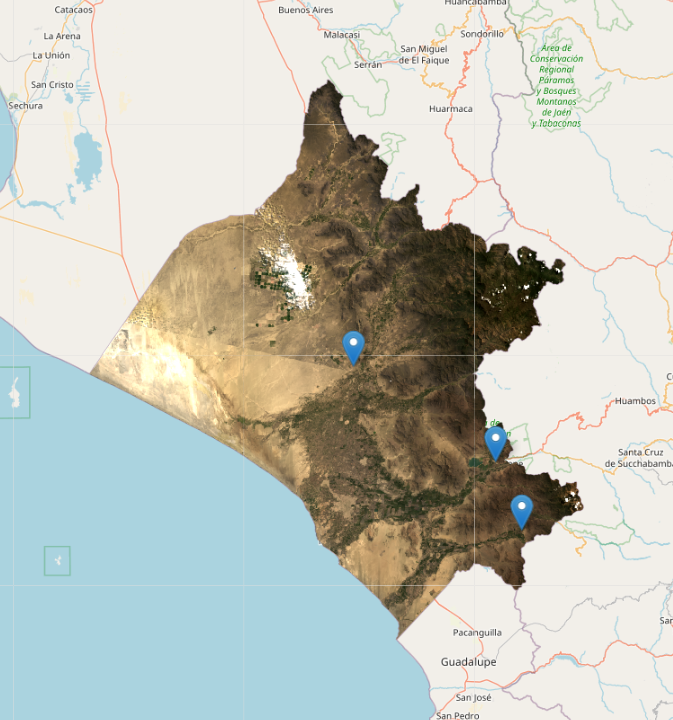 Huancabamba
Catacaos
Buenos Aires
La Arena
Malacasi
Sondorillo
La Unión
San Miguel
de El Faique
Serrán
Área de
Conservación
Regional
Páramos
y Bosques
Montanos
de Jaén
y Tabaconas
San Cristo
Sechura
Huarmaca
Huambos
Santa Cruz
de Succhabamba
Pacanguilla
Guadalupe
San José
San Pedro